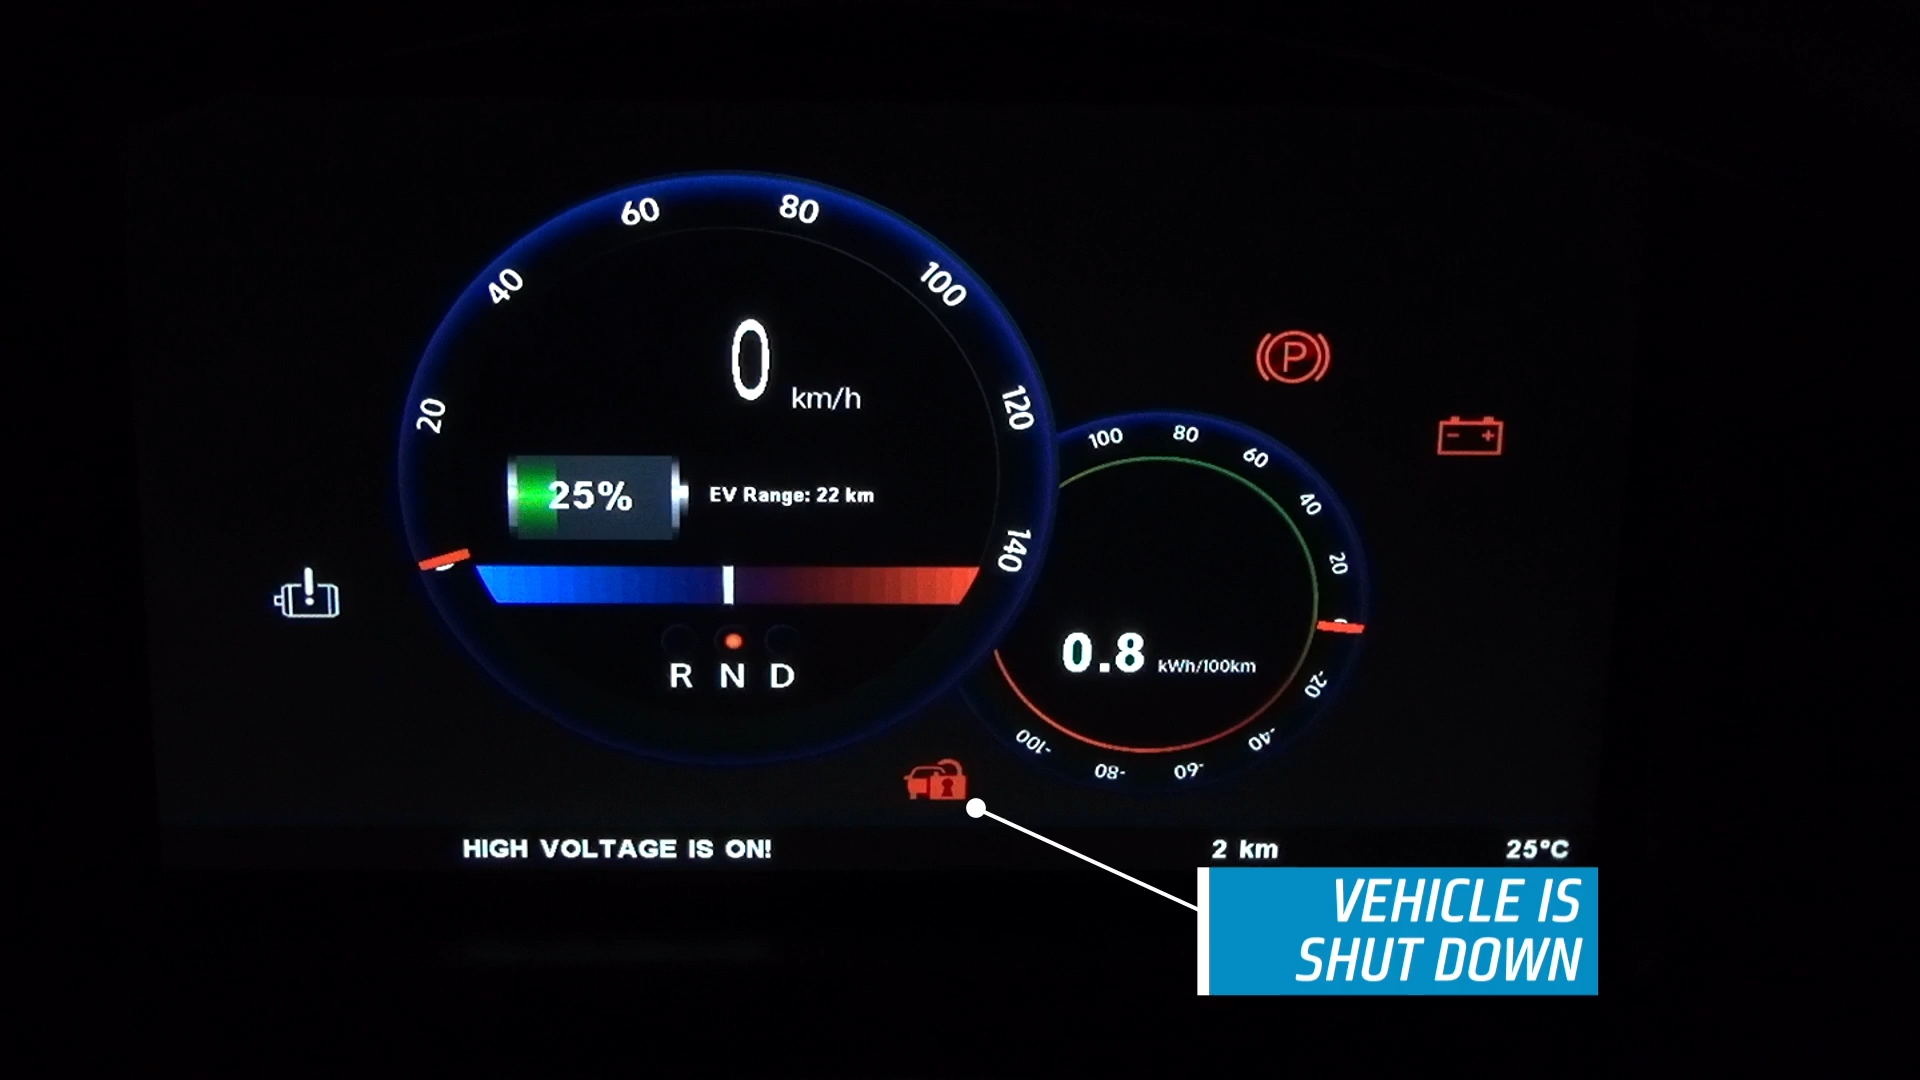 60
80
40
100
20
120
140
0
km/h
25%
EV Range: 22 km
R N D
P
- +
100
80
60
40
20
-20
-40
-60
-80
-100
0.8 kWh/100km
HIGH VOLTAGE IS ON!
2 km
25°C
VEHICLE IS
SHUT DOWN